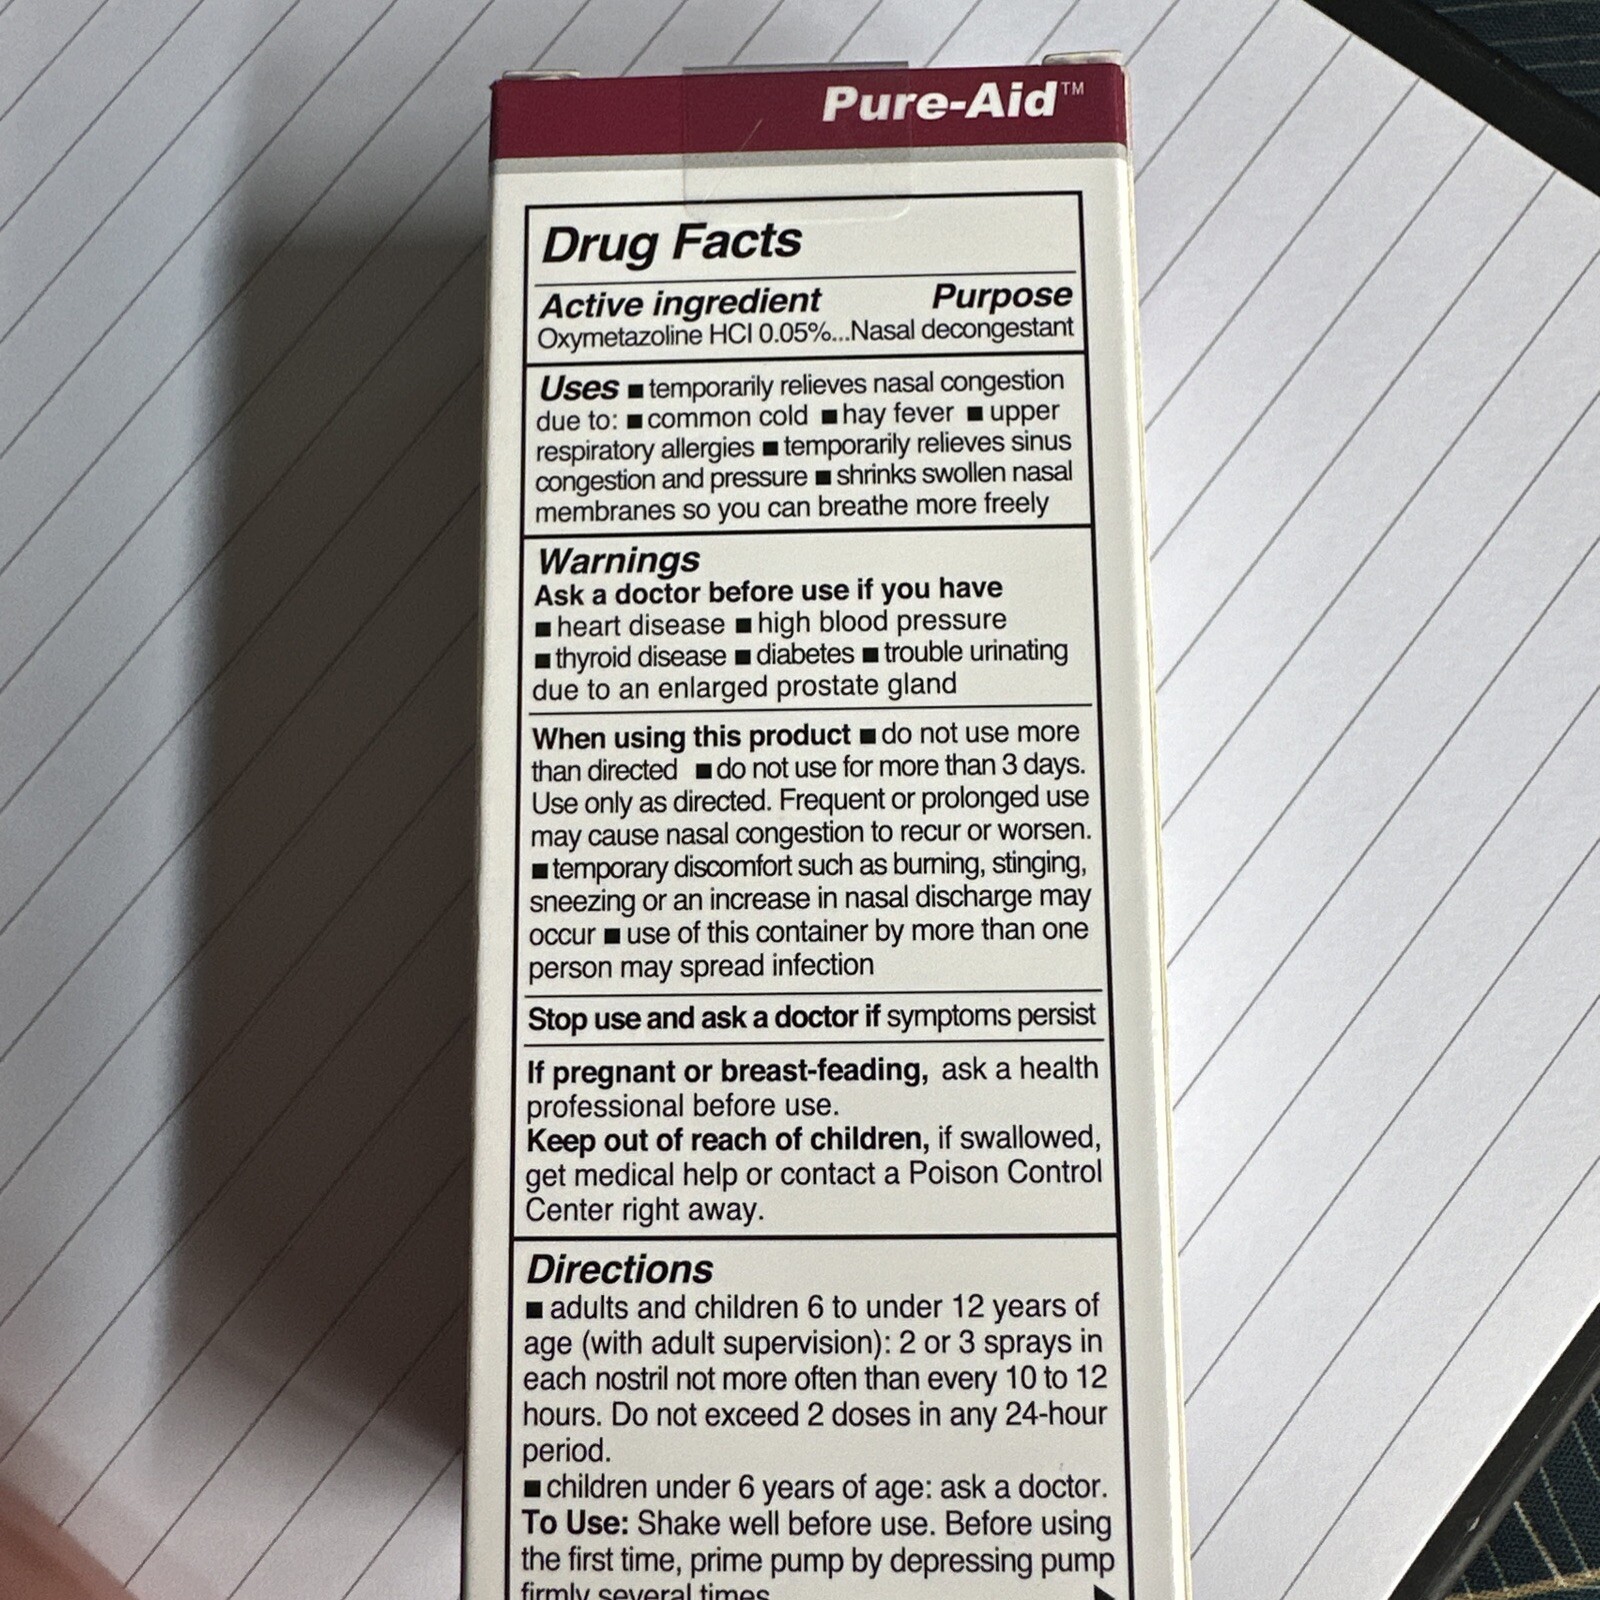 Pure-Aid™
Drug Facts
Active ingredient Purpose
Oxymetazoline HCl 0.05%...Nasal decongestant
Uses ■ temporarily relieves nasal congestion
due to: ■ common cold ■ hay fever ■ upper
respiratory allergies ■ temporarily relieves sinus
congestion and pressure ■ shrinks swollen nasal
membranes so you can breathe more freely
Warnings
Ask a doctor before use if you have
■ heart disease ■ high blood pressure
■ thyroid disease ■ diabetes ■ trouble urinating
due to an enlarged prostate gland
When using this product ■ do not use more
than directed ■ do not use for more than 3 days.
Use only as directed. Frequent or prolonged use
may cause nasal congestion to recur or worsen.
■ temporary discomfort such as burning, stinging,
sneezing or an increase in nasal discharge may
occur ■ use of this container by more than one
person may spread infection
Stop use and ask a doctor if symptoms persist
If pregnant or breast-feading, ask a health
professional before use.
Keep out of reach of children, if swallowed,
get medical help or contact a Poison Control
Center right away.
Directions
■ adults and children 6 to under 12 years of
age (with adult supervision): 2 or 3 sprays in
each nostril not more often than every 10 to 12
hours. Do not exceed 2 doses in any 24-hour
period.
■ children under 6 years of age: ask a doctor.
To Use: Shake well before use. Before using
the first time, prime pump by depressing pump
firmly several times